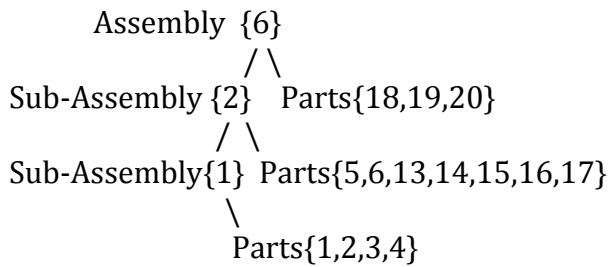 Assembly {6}
/ \
Sub-Assembly {2} Parts{18,19,20}
/ \
Sub-Assembly{1} Parts{5,6,13,14,15,16,17}
\
Parts{1,2,3,4}